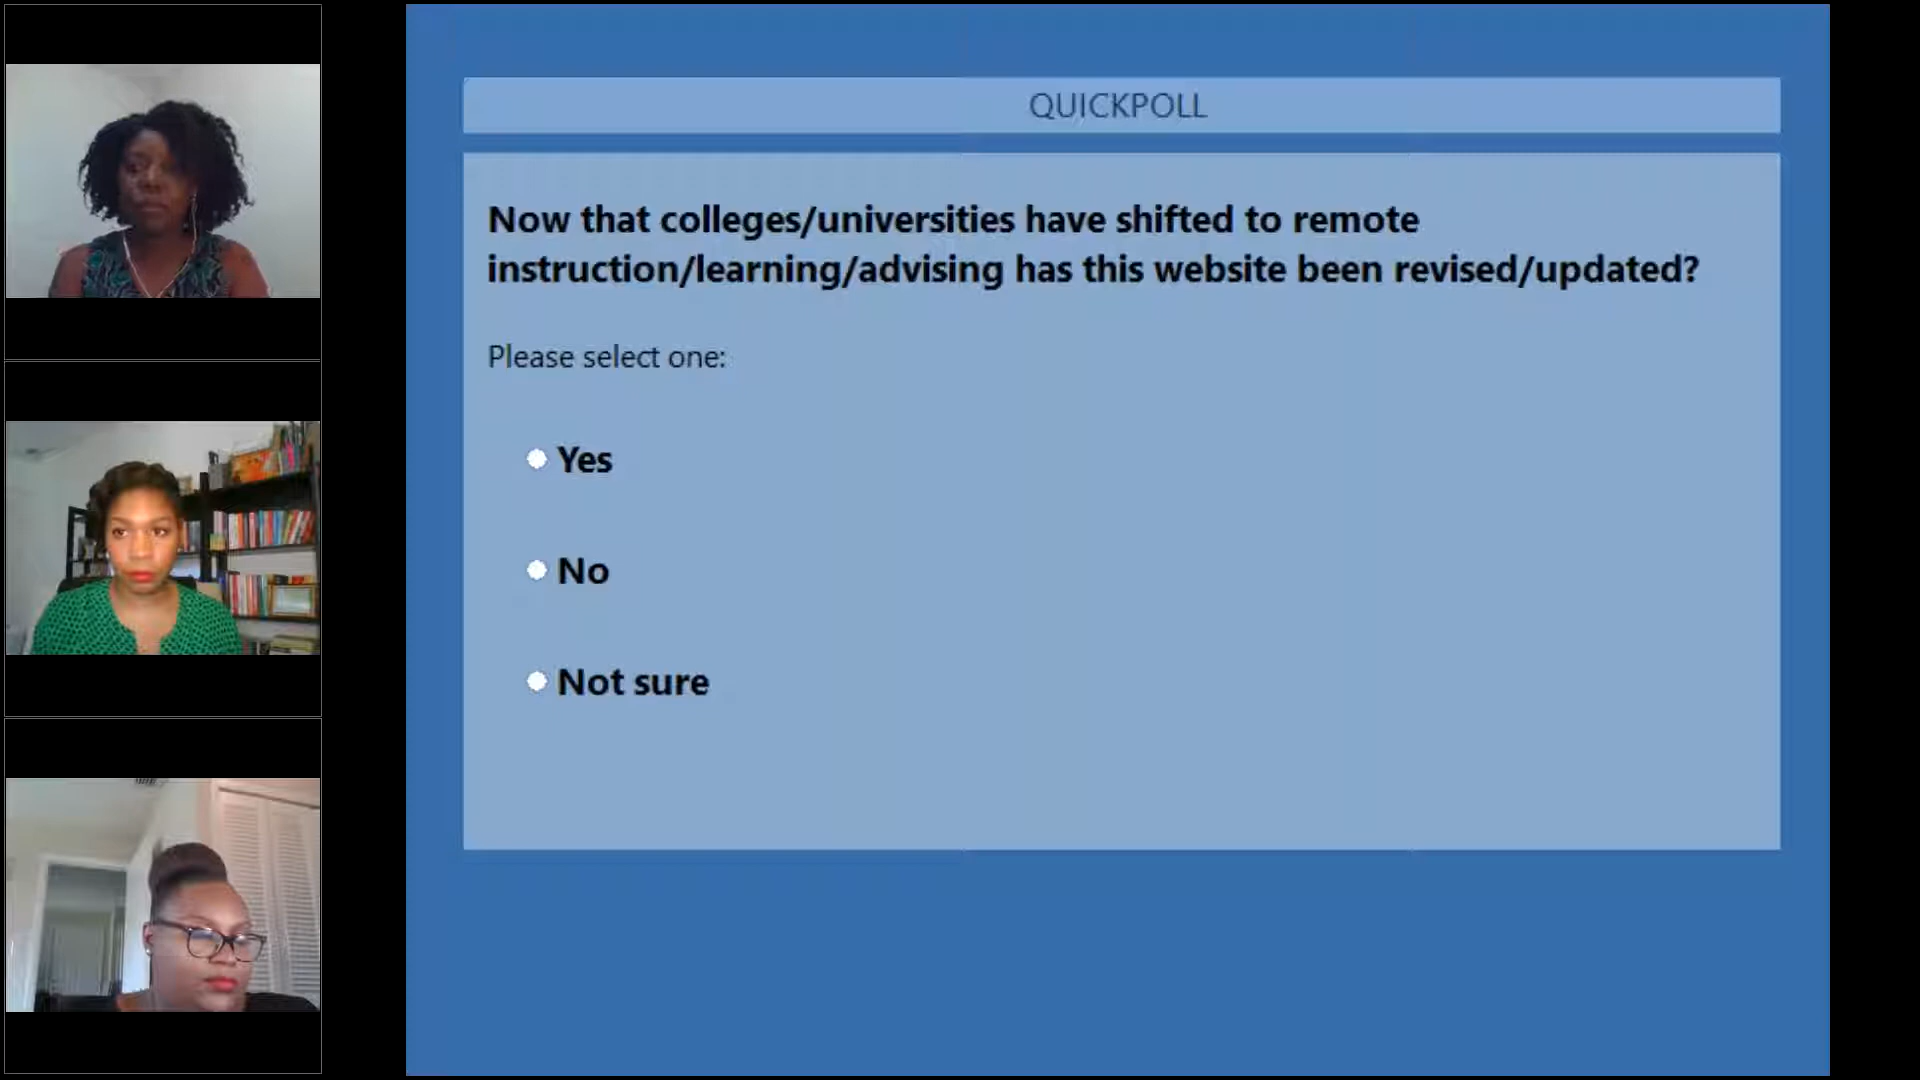 QUICKPOLL
Now that colleges/universities have shifted to remote
instruction/learning/advising has this website been revised/updated?
Please select one:
Yes
No
Not sure